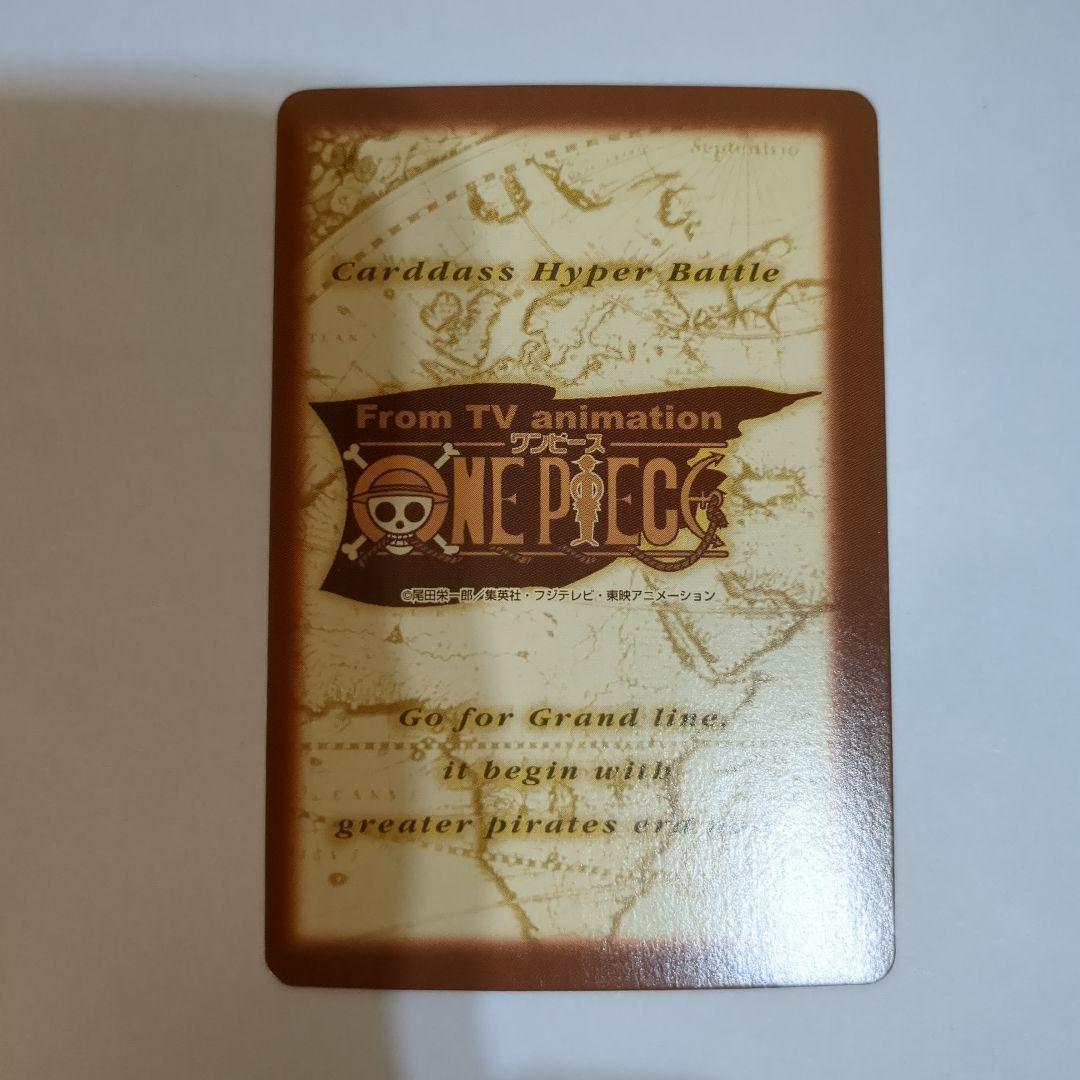 Septentrio
Carddass Hyper Battle
From TV animation
ワンピース
ONE PIECE
©尾田栄一郎／集英社・フジテレビ・東映アニメーション
Go for Grand line,
it begin with
greater pirates era